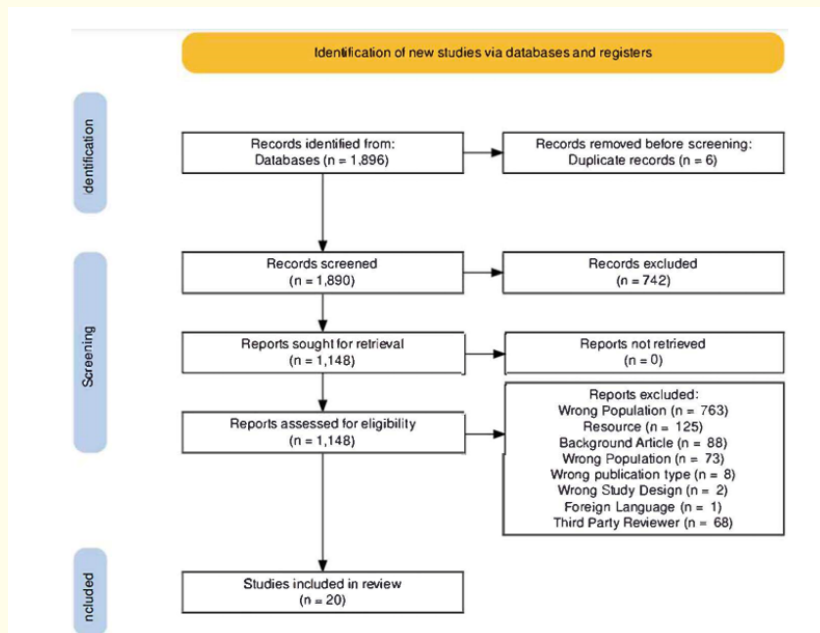 Identification of new studies via databases and registers
dentification
Records identified from:
Databases (n = 1,896)
Records removed before screening:
Duplicate records (n = 6)
Screening
Records screened
(n = 1,890)
Records excluded
(n = 742)
Reports sought for retrieval
(n = 1,148)
Reports not retrieved
(n = 0)
Reports assessed for eligibility
(n = 1,148)
Reports excluded:
Wrong Population (n = 763)
Resource (n = 125)
Background Article (n = 88)
Wrong Population (n = 73)
Wrong publication type (n = 8)
Wrong Study Design (n = 2)
Foreign Language (n = 1)
Third Party Reviewer (n = 68)
ncluded
Studies included in review
(n = 20)